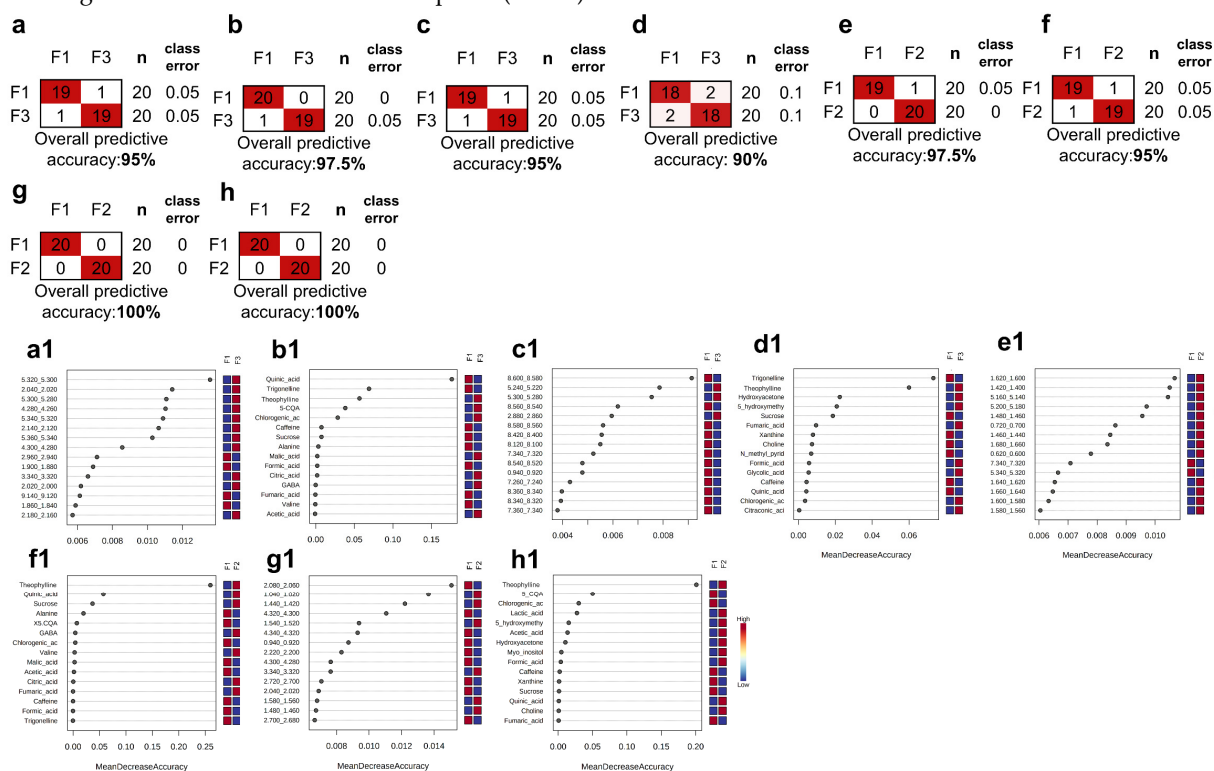 a
F1 F3 n class error
F1 19 1 20 0.05
F3 1 19 20 0.05
Overall predictive
accuracy:95%
b
F1 F3 n class error
F1 20 0 20 0
F3 1 19 20 0.05
Overall predictive
accuracy:97.5%
c
F1 F3 n class error
F1 19 1 20 0.05
F3 1 19 20 0.05
Overall predictive
accuracy:95%
d
F1 F3 n class error
F1 18 2 20 0.1
F3 2 18 20 0.1
Overall predictive
accuracy: 90%
e
F1 F2 n class error
F1 19 1 20 0.05
F2 0 20 20 0
Overall predictive
accuracy:97.5%
f
F1 F2 n class error
F1 19 1 20 0.05
F2 1 19 20 0.05
Overall predictive
accuracy:95%
g
F1 F2 n class error
F1 20 0 20 0
F2 0 20 20 0
Overall predictive
accuracy:100%
h
F1 F2 n class error
F1 20 0 20 0
F2 0 20 20 0
Overall predictive
accuracy:100%
a1
F1 F3
5.320_5.300
2.040_2.020
5.300_5.280
4.280_4.260
5.340_5.320
2.140_2.120
5.360_5.340
4.300_4.280
2.960_2.940
1.900_1.880
3.340_3.320
2.020_2.000
9.140_9.120
1.860_1.840
2.180_2.160
0.006 0.008 0.010 0.012
b1
F1 F3
Quinic_acid
Trigonelline
Theophylline
5-CQA
Chlorogenic_ac
Caffeine
Sucrose
Alanine
Malic_acid
Formic_acid
Citric_acid
GABA
Fumaric_acid
Valine
Acetic_acid
0.00 0.05 0.10 0.15
c1
F1 F3
8.600_8.580
5.240_5.220
5.300_5.280
8.560_8.540
2.880_2.860
8.580_8.560
8.420_8.400
8.120_8.100
7.340_7.320
8.540_8.520
0.940_0.920
7.260_7.240
8.360_8.340
8.340_8.320
7.360_7.340
0.004 0.006 0.008
d1
F1 F3
Trigonelline
Theophylline
Hydroxyacetone
5_hydroxymethy
Sucrose
Fumaric_acid
Xanthine
Choline
N_methyl_pyrid
Formic_acid
Glycolic_acid
Caffeine
Quinic_acid
Chlorogenic_ac
Citraconic_aci
0.00 0.02 0.04 0.06
MeanDecreaseAccuracy
e1
F1 F2
1.620_1.600
1.420_1.400
5.160_5.140
5.200_5.180
1.480_1.460
0.720_0.700
1.460_1.440
1.680_1.660
0.620_0.600
7.340_7.320
5.340_5.320
1.640_1.620
1.660_1.640
1.600_1.580
1.580_1.560
0.006 0.007 0.008 0.009 0.010
MeanDecreaseAccuracy
f1
F1 F2
Theophylline
Quinic_acid
Sucrose
Alanine
X5.CQA
GABA
Chlorogenic_ac
Valine
Malic_acid
Acetic_acid
Citric_acid
Fumaric_acid
Caffeine
Formic_acid
Trigonelline
0.00 0.05 0.10 0.15 0.20 0.25
MeanDecreaseAccuracy
g1
F1 F2
2.080_2.060
1.040_1.020
1.440_1.420
4.320_4.300
1.540_1.520
4.340_4.320
0.940_0.920
2.220_2.200
4.300_4.280
3.340_3.320
2.720_2.700
2.040_2.020
1.580_1.560
1.480_1.460
2.700_2.680
0.008 0.010 0.012 0.014
MeanDecreaseAccuracy
h1
F1 F2
Theophylline
5_CQA
Chlorogenic_ac
Lactic_acid
5_hydroxymethy
Acetic_acid
Hydroxyacetone
Myo_inositol
Formic_acid
Caffeine
Xanthine
Sucrose
Quinic_acid
Choline
Fumaric_acid
0.00 0.05 0.10 0.15 0.20
MeanDecreaseAccuracy
High
Low